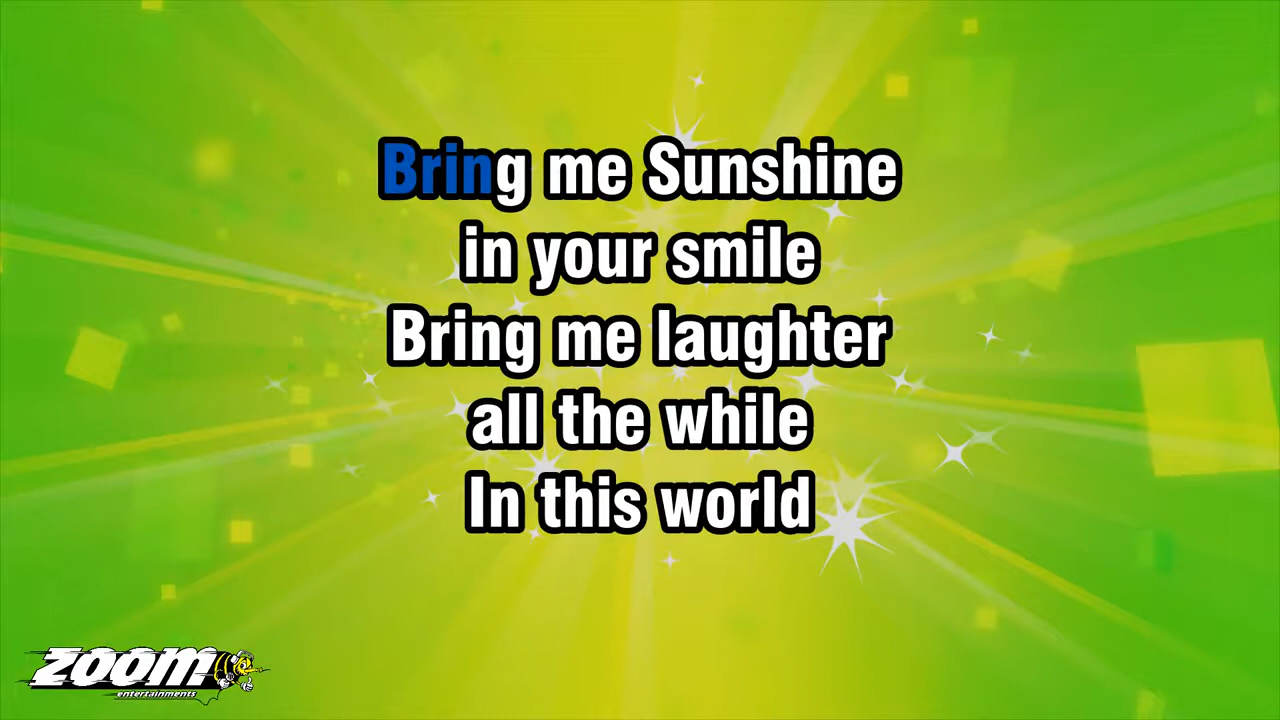 Bring me Sunshine
in your smile
Bring me laughter
all the while
In this world
ZOOM
entertainments